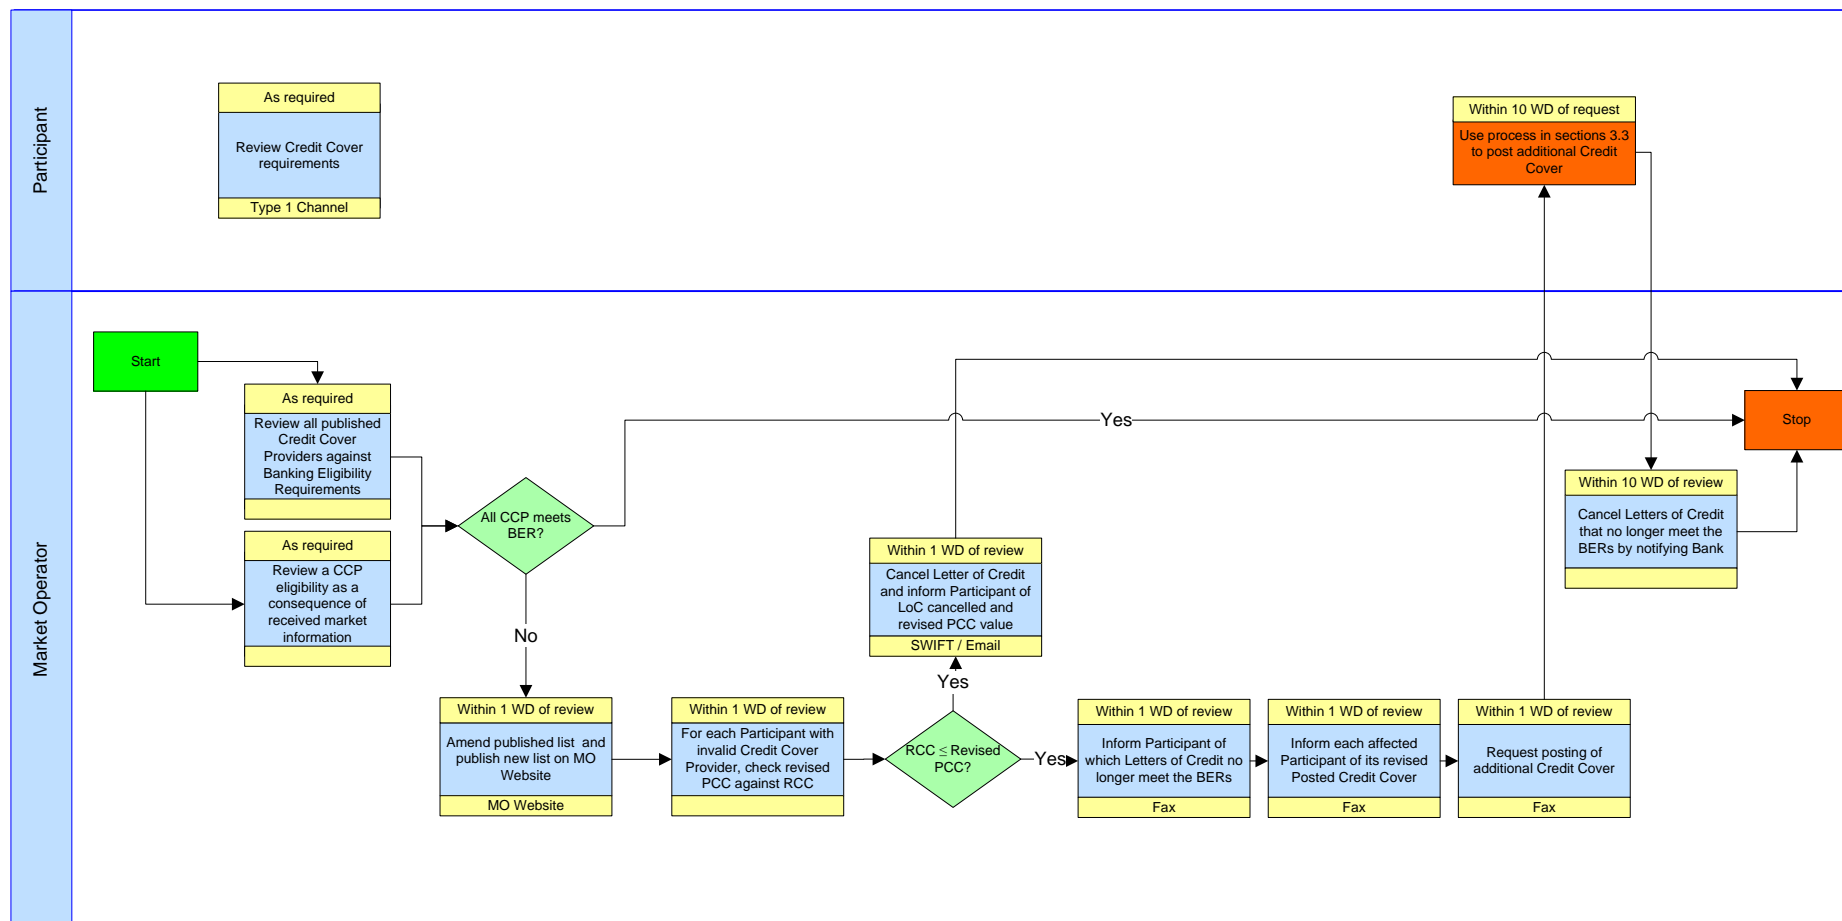 Participant
As required
Review Credit Cover
requirements
Type 1 Channel
Within 10 WD of request
Use process in sections 3.3
to post additional Credit
Cover
Market Operator
Start
As required
Review all published
Credit Cover
Providers against
Banking Eligibility
Requirements
As required
Review a CCP
eligibility as a
consequence of
received market
information
All CCP meets
BER?
Yes
No
Stop
Within 10 WD of review
Cancel Letters of Credit
that no longer meet the
BERs by notifying Bank
Within 1 WD of review
Cancel Letter of Credit
and inform Participant of
LoC cancelled and
revised PCC value
SWIFT / Email
Yes
Within 1 WD of review
Amend published list and
publish new list on MO
Website
MO Website
Within 1 WD of review
For each Participant with
invalid Credit Cover
Provider, check revised
PCC against RCC
RCC ≤ Revised
PCC?
Yes
Within 1 WD of review
Inform Participant of
which Letters of Credit no
longer meet the BERs
Fax
Within 1 WD of review
Inform each affected
Participant of its revised
Posted Credit Cover
Fax
Within 1 WD of review
Request posting of
additional Credit Cover
Fax